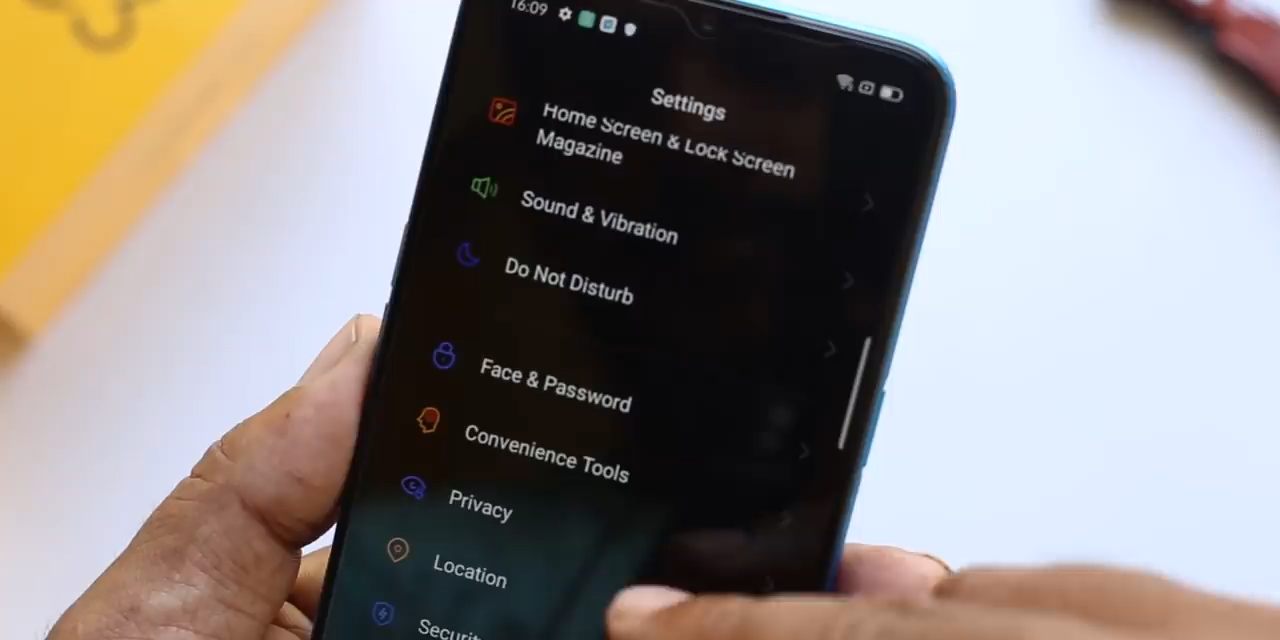 16:09
Settings
Home Screen & Lock Screen
Magazine
Sound & Vibration
Do Not Disturb
Face & Password
Convenience Tools
Privacy
Location